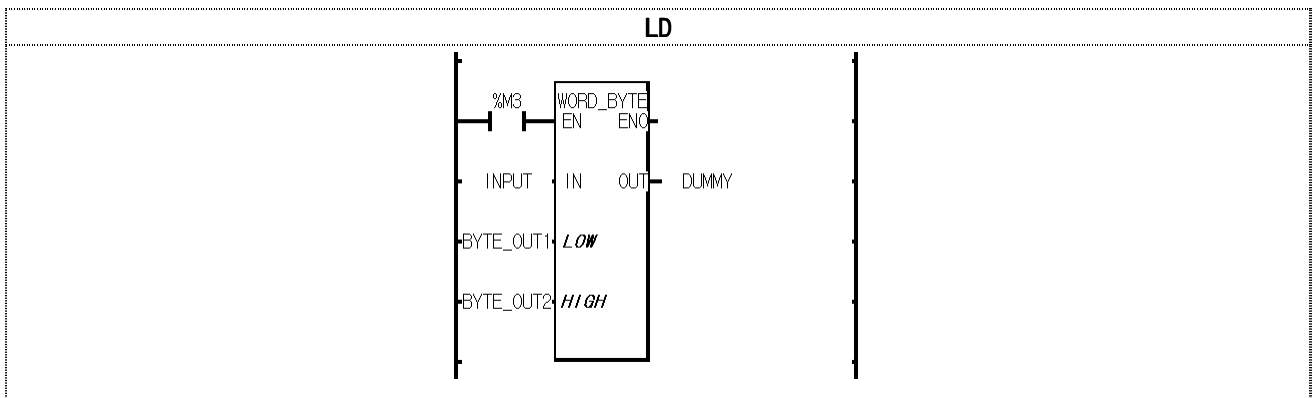 LD
%M3 WORD_BYTE
EN ENO
INPUT IN OUT DUMMY
BYTE_OUT1 LOW
BYTE_OUT2 HIGH